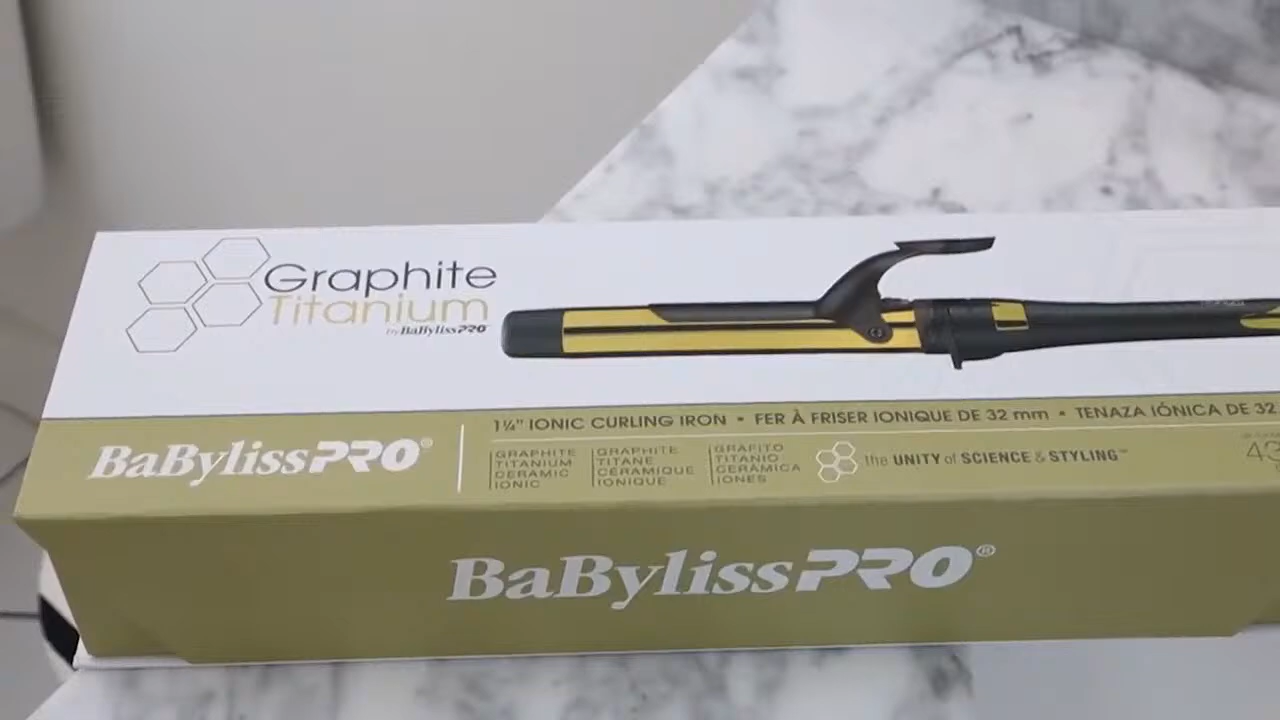 Graphite
Titanium
by BaBylissPRO
1¼" IONIC CURLING IRON • FER À FRISER IONIQUE DE 32 mm • TENAZA IÓNICA DE 32
BaBylissPRO®
GRAPHITE
TITANIUM
CERAMIC
IONIC
GRAPHITE
TITANE
CÉRAMIQUE
IONIQUE
GRAFITO
TITANIO
CERÁMICA
IONES
the UNITY of SCIENCE & STYLING™
43
BaBylissPRO®